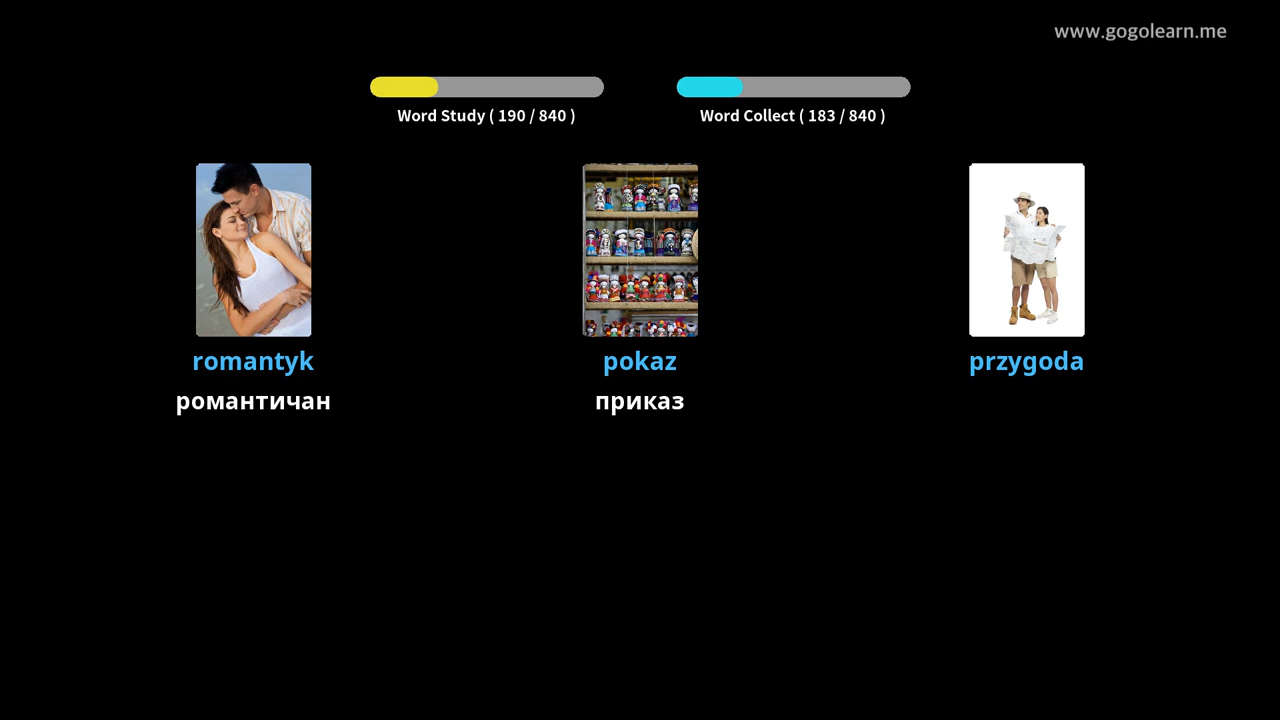 www.gogolearn.me
Word Study ( 190 / 840 )
Word Collect ( 183 / 840 )
romantyk
pokaz
przygoda
романтичан
приказ